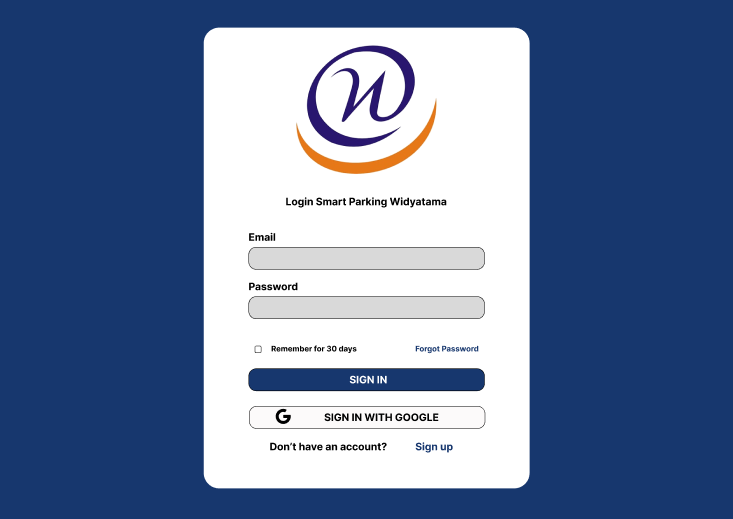 Login Smart Parking Widyatama
Email
Password
Remember for 30 days Forgot Password
SIGN IN
G SIGN IN WITH GOOGLE
Don’t have an account? Sign up